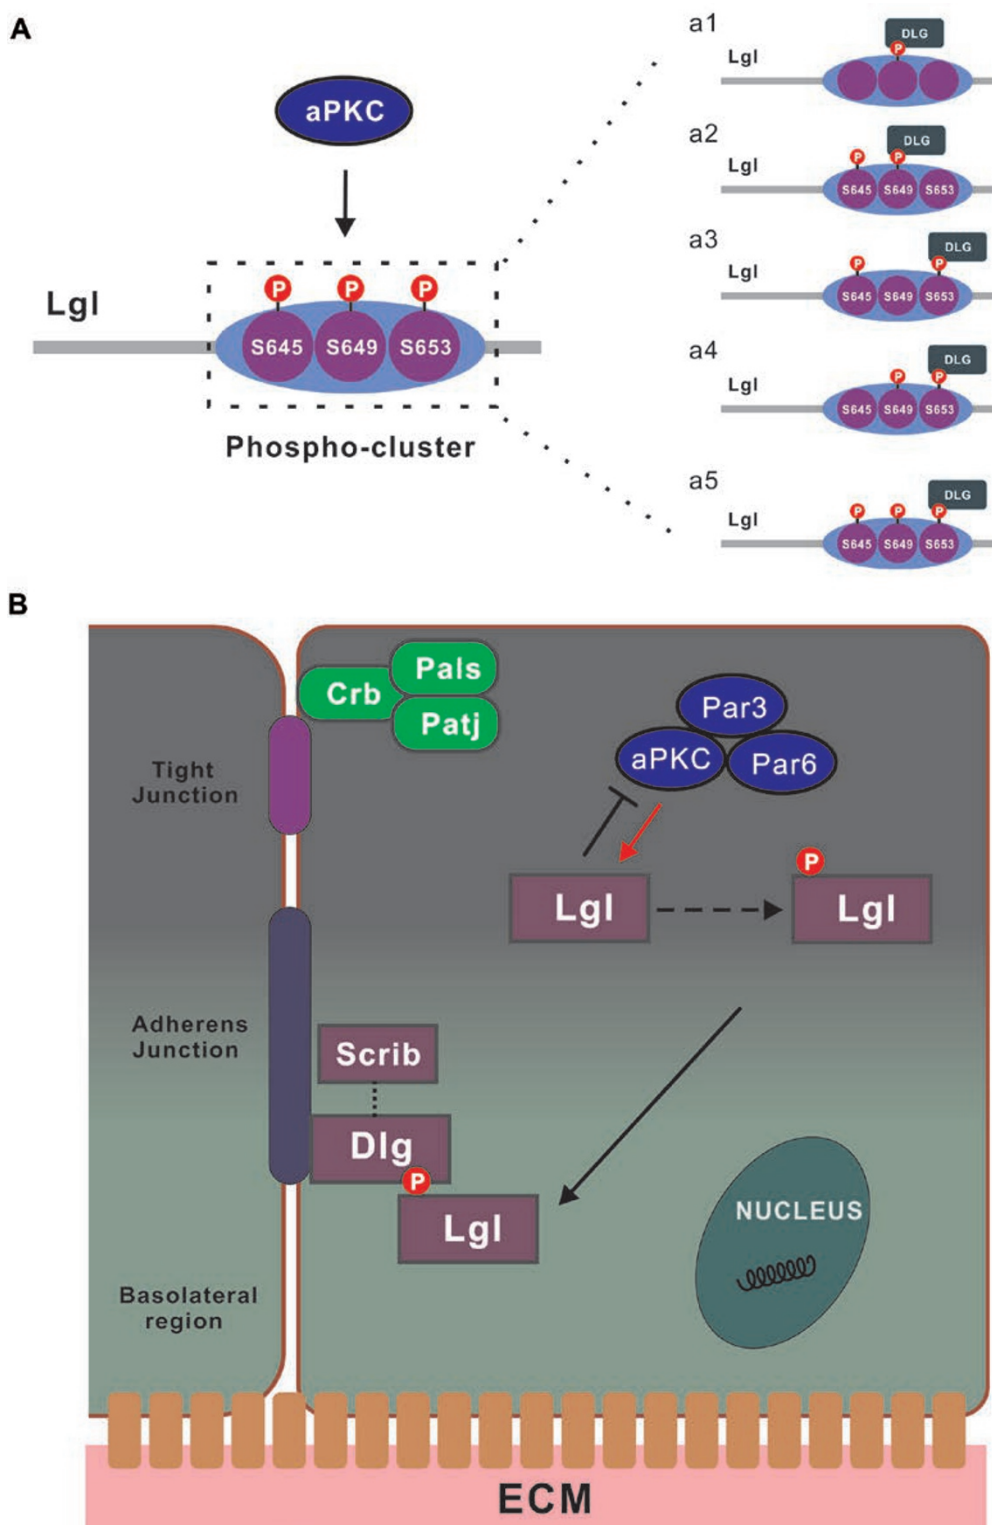 A
aPKC
Lgl
P P P
S645 S649 S653
Phospho-cluster
a1
DLG
P
Lgl
a2
DLG
P P
Lgl
S645 S649 S653
a3
DLG
P P
Lgl
S645 S649 S653
a4
DLG
P P
Lgl
S645 S649 S653
a5
DLG
P P P
Lgl
S645 S649 S653
B
Crb
Pals
Patj
Par3
aPKC
Par6
Tight
Junction
P
Lgl
Lgl
Adherens
Junction
Scrib
Dlg
P
Lgl
NUCLEUS
Basolateral
region
ECM